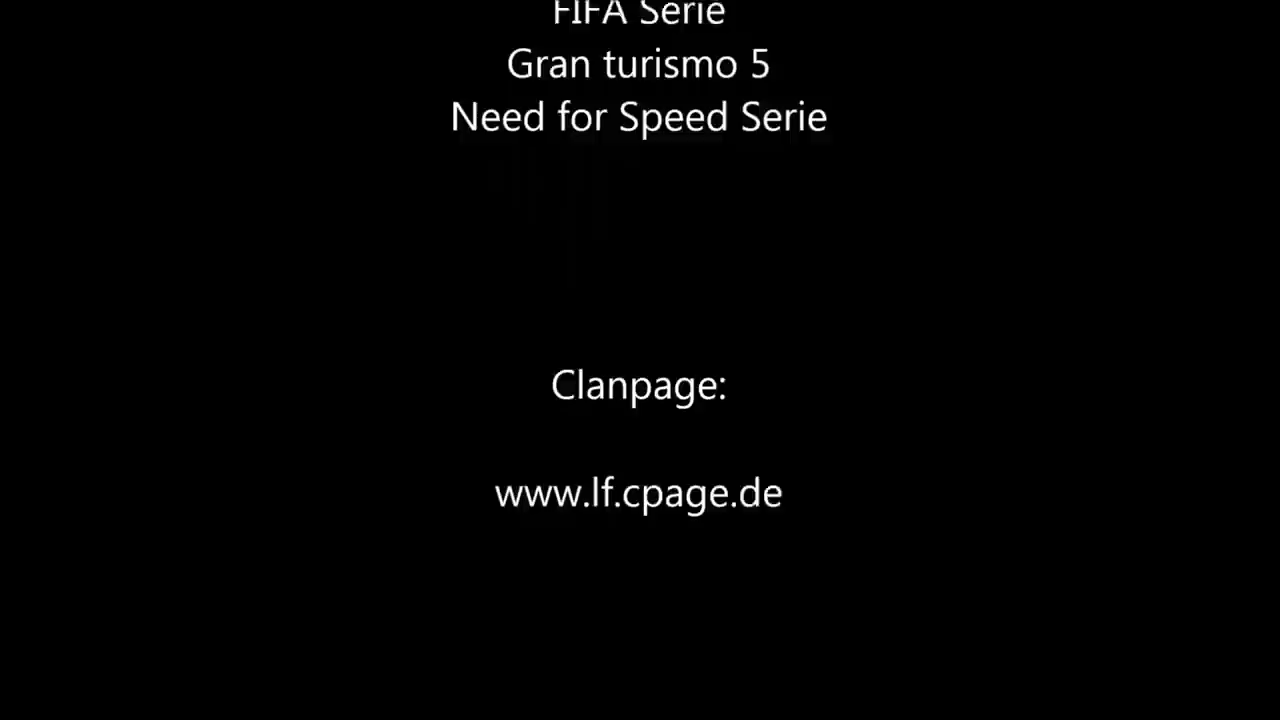 FIFA Serie
Gran turismo 5
Need for Speed Serie
Clanpage:
www.lf.cpage.de